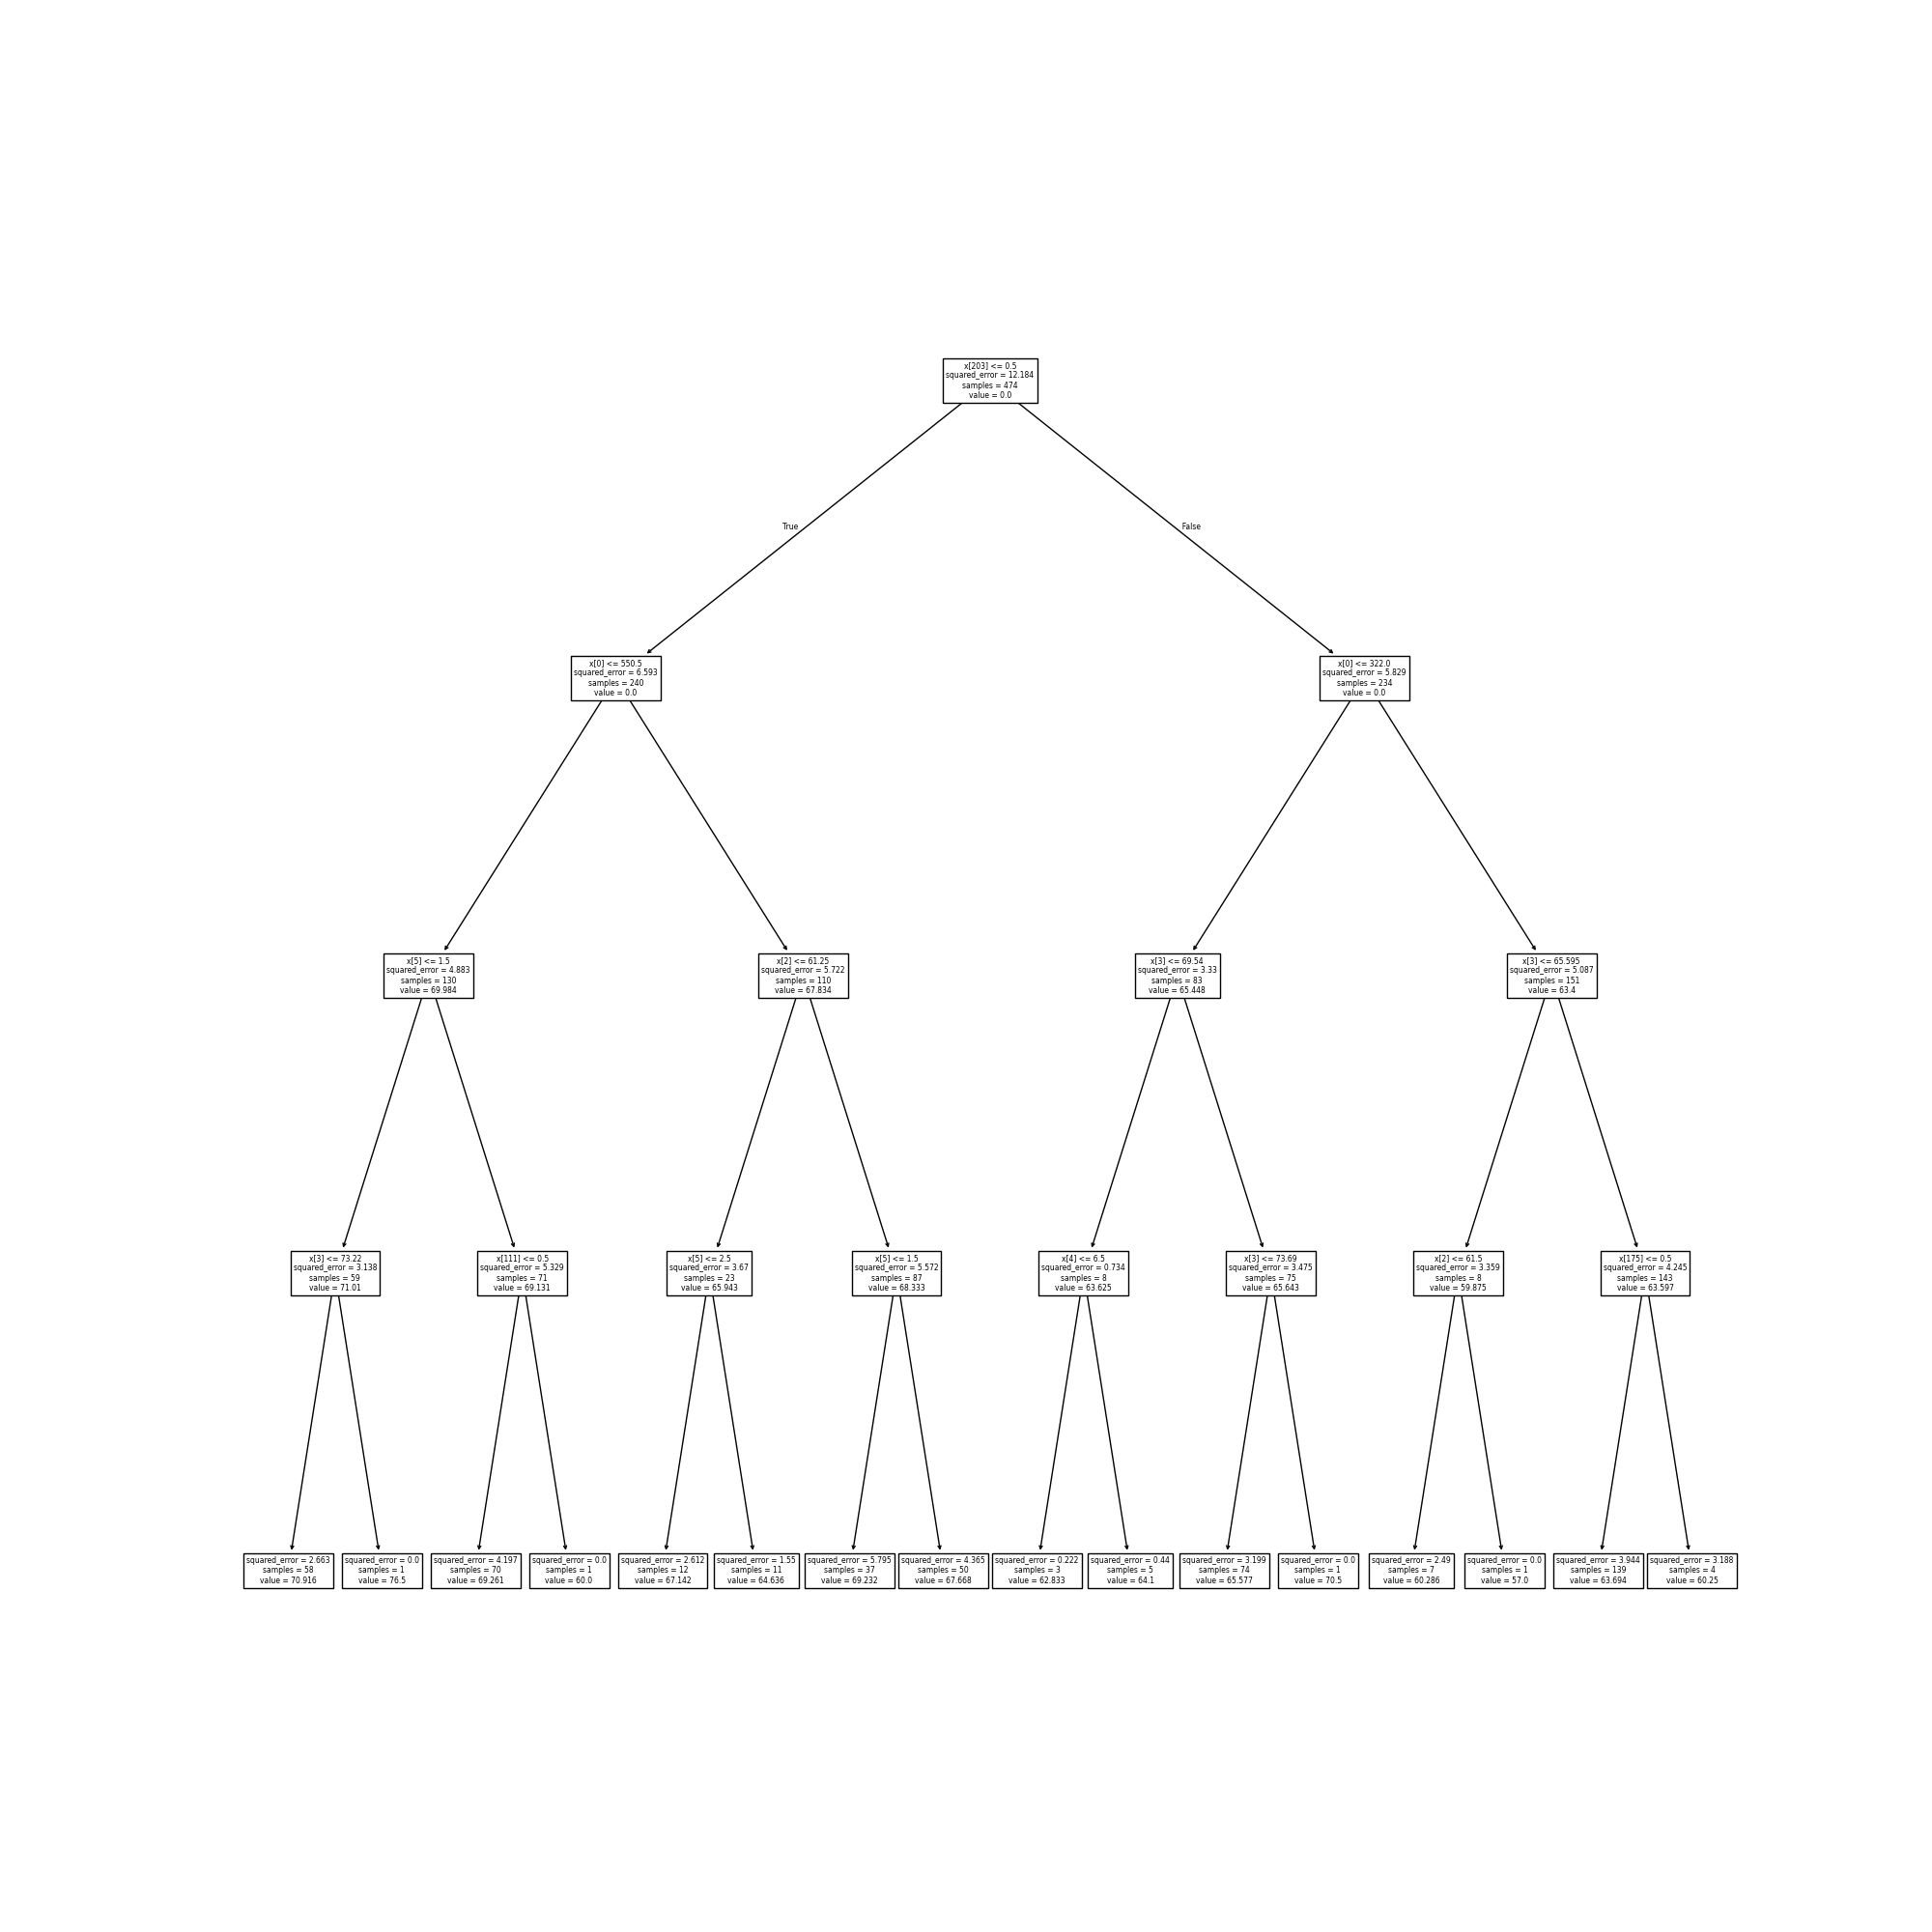 x[203] <= 0.5
squared_error = 12.184
samples = 474
value = 0.0
True
False
x[0] <= 550.5
squared_error = 6.593
samples = 240
value = 0.0
x[0] <= 322.0
squared_error = 5.829
samples = 234
value = 0.0
x[5] <= 1.5
squared_error = 4.883
samples = 130
value = 69.984
x[2] <= 61.25
squared_error = 5.722
samples = 110
value = 67.834
x[3] <= 69.54
squared_error = 3.33
samples = 83
value = 65.448
x[3] <= 65.595
squared_error = 5.087
samples = 151
value = 63.4
x[3] <= 73.22
squared_error = 3.138
samples = 59
value = 71.01
x[111] <= 0.5
squared_error = 5.329
samples = 71
value = 69.131
x[5] <= 2.5
squared_error = 3.67
samples = 23
value = 65.943
x[5] <= 1.5
squared_error = 5.572
samples = 87
value = 68.333
x[4] <= 6.5
squared_error = 0.734
samples = 8
value = 63.625
x[3] <= 73.69
squared_error = 3.475
samples = 75
value = 65.643
x[2] <= 61.5
squared_error = 3.359
samples = 8
value = 59.875
x[175] <= 0.5
squared_error = 4.245
samples = 143
value = 63.597
squared_error = 2.663
samples = 58
value = 70.916
squared_error = 0.0
samples = 1
value = 76.5
squared_error = 4.197
samples = 70
value = 69.261
squared_error = 0.0
samples = 1
value = 60.0
squared_error = 2.612
samples = 12
value = 67.142
squared_error = 1.55
samples = 11
value = 64.636
squared_error = 5.795
samples = 37
value = 69.232
squared_error = 4.365
samples = 50
value = 67.668
squared_error = 0.222
samples = 3
value = 62.833
squared_error = 0.44
samples = 5
value = 64.1
squared_error = 3.199
samples = 74
value = 65.577
squared_error = 0.0
samples = 1
value = 70.5
squared_error = 2.49
samples = 7
value = 60.286
squared_error = 0.0
samples = 1
value = 57.0
squared_error = 3.944
samples = 139
value = 63.694
squared_error = 3.188
samples = 4
value = 60.25